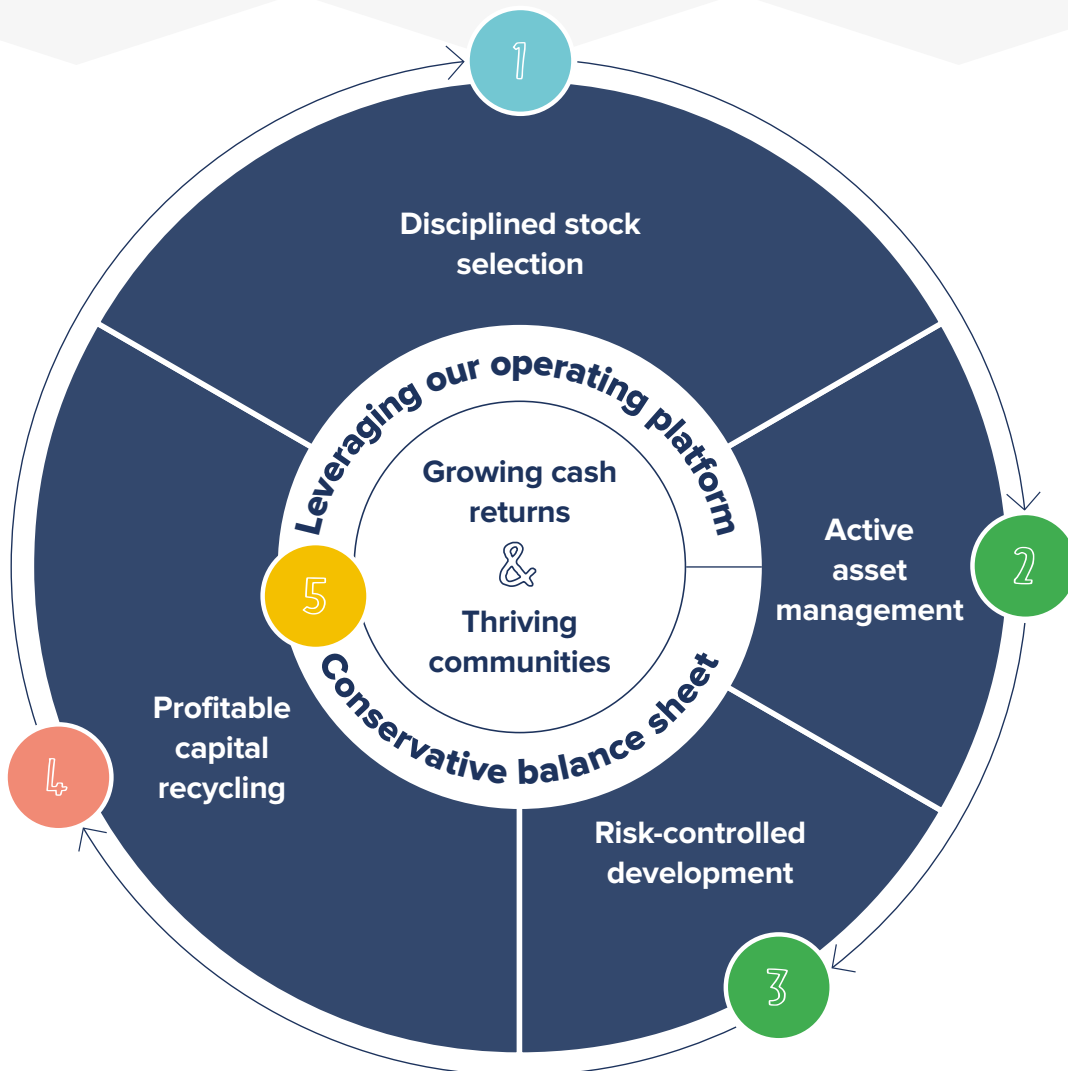 1
Disciplined stock
selection
2
Active
asset
management
3
Risk-controlled
development
4
Profitable
capital
recycling
5
Leveraging our operating platform
Conservative balance sheet
Growing cash
returns
&
Thriving
communities